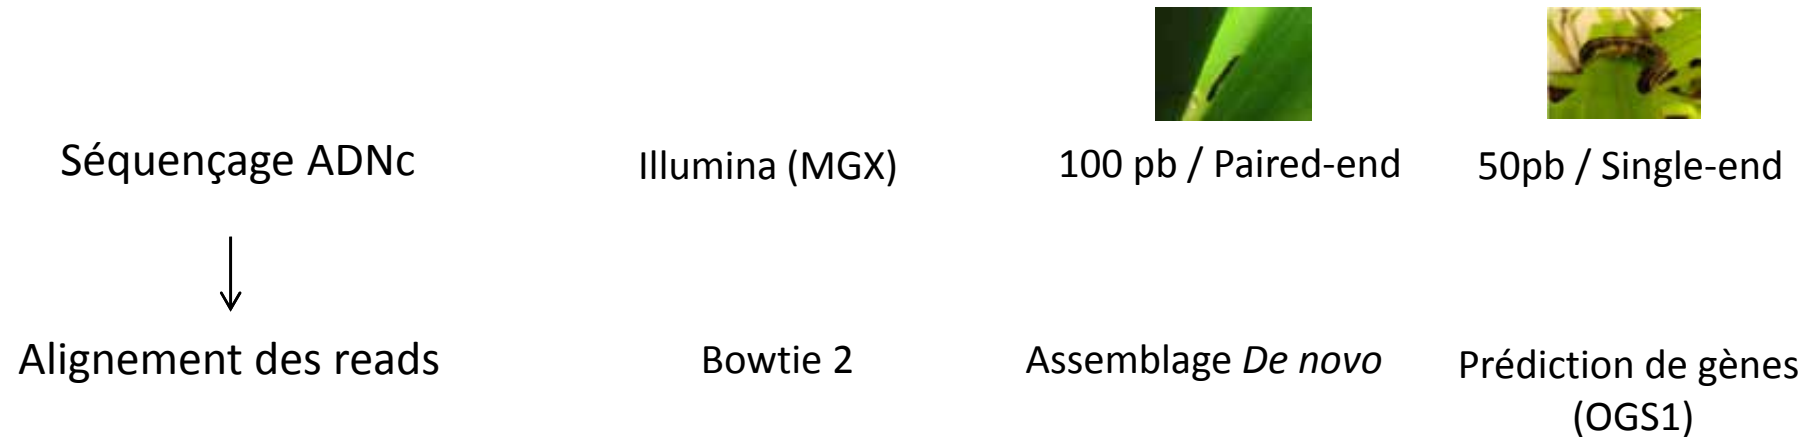 Séquençage ADNc
Illumina (MGX)
100 pb / Paired-end
50pb / Single-end
Alignement des reads
Bowtie 2
Assemblage De novo
Prédiction de gènes
(OGS1)